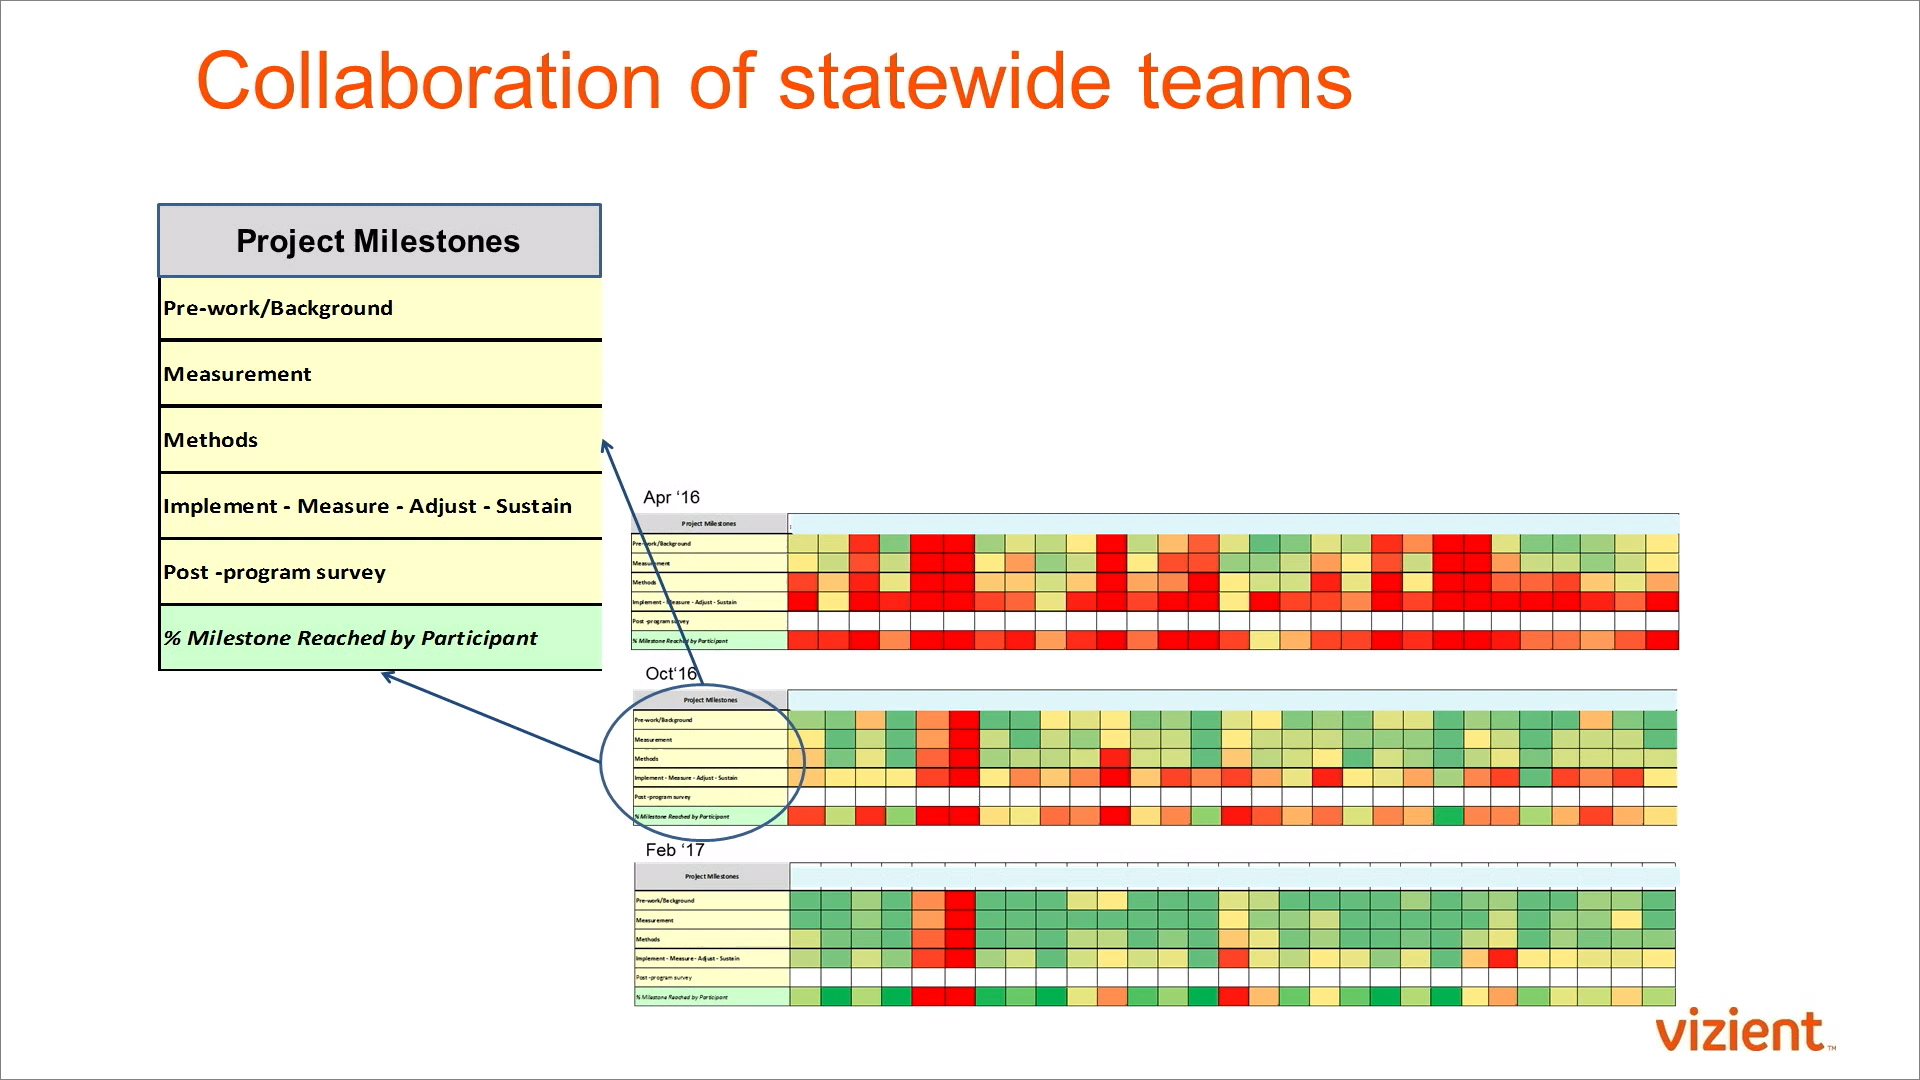 Collaboration of statewide teams
Project Milestones
Pre-work/Background
Measurement
Methods
Implement - Measure - Adjust - Sustain
Post -program survey
% Milestone Reached by Participant
Apr ‘16
Project Milestones
Pre-work/Background
Measurement
Methods
Implement - Measure - Adjust - Sustain
Post -program survey
% Milestone Reached by Participant
Oct‘16
Project Milestones
Pre-work/Background
Measurement
Methods
Implement - Measure - Adjust - Sustain
Post -program survey
% Milestone Reached by Participant
Feb ‘17
Project Milestones
Pre-work/Background
Measurement
Methods
Implement - Measure - Adjust - Sustain
Post -program survey
% Milestone Reached by Participant
vizient™